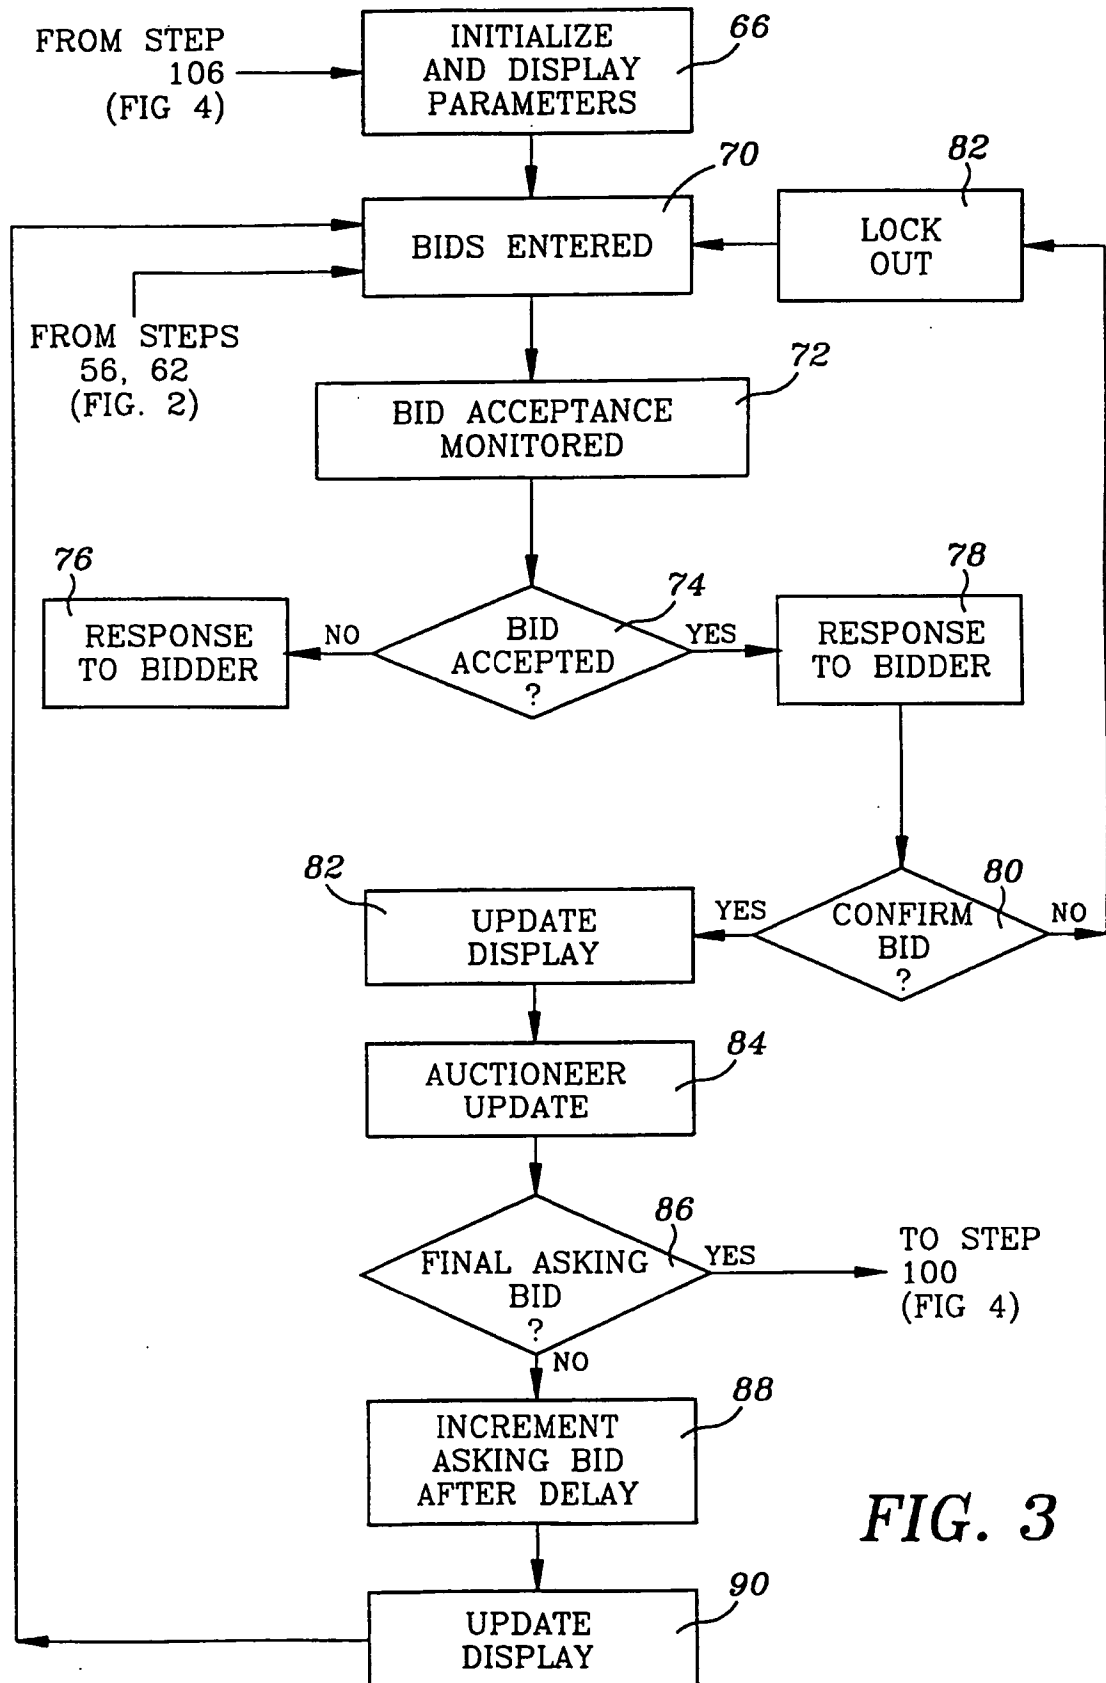 FROM STEP
106
(FIG 4)
INITIALIZE
AND DISPLAY
PARAMETERS
66
70
BIDS ENTERED
82
LOCK
OUT
FROM STEPS
56, 62
(FIG. 2)
72
BID ACCEPTANCE
MONITORED
76
RESPONSE
TO BIDDER
NO
74
BID
ACCEPTED
?
YES
78
RESPONSE
TO BIDDER
82
UPDATE
DISPLAY
YES
80
CONFIRM
BID
?
NO
84
AUCTIONEER
UPDATE
86
FINAL ASKING
BID
?
YES
TO STEP
100
(FIG 4)
NO
88
INCREMENT
ASKING BID
AFTER DELAY
FIG. 3
90
UPDATE
DISPLAY